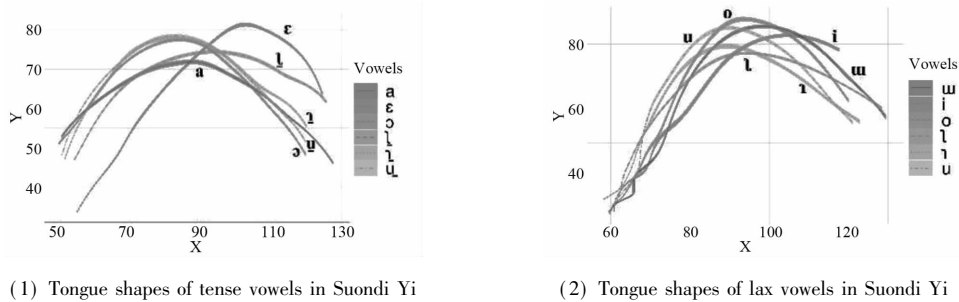 80
70
60
50
40
Y
ɛ
ʅ̠
a
ɿ̠
ɔ
u̠
50 70 90 110 130
X
Vowels
a
ɛ
ɔ
ʅ̠
ɿ̠
u̠
(1) Tongue shapes of tense vowels in Suondi Yi
80
60
40
Y
o
u
i
ʅ
ɯ
ɿ
60 80 100 120
X
Vowels
ɯ
i
o
ʅ
ɿ
u
(2) Tongue shapes of lax vowels in Suondi Yi